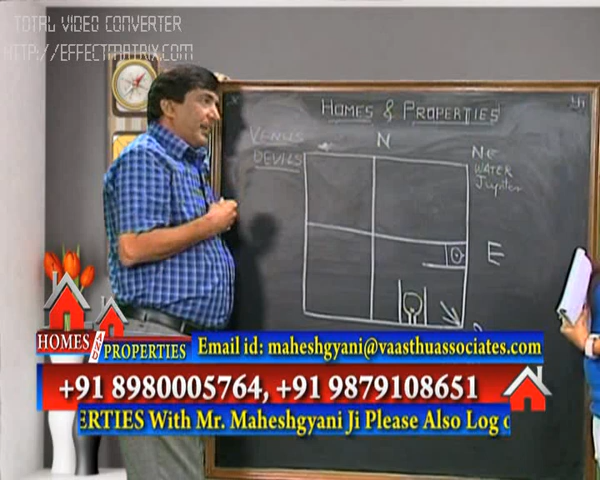 TOTAL VIDEO CONVERTER
HTTP://EFFECTMATRIX.COM
HOMES & PROPERTIES
VENUS
DEVILS
N
NE
WATER
Jupiter
E
HOMES
AND
PROPERTIES
Email id: maheshgyani@vaasthuassociates.com
+91 8980005764, +91 9879108651
ERTIES With Mr. Maheshgyani Ji Please Also Log o